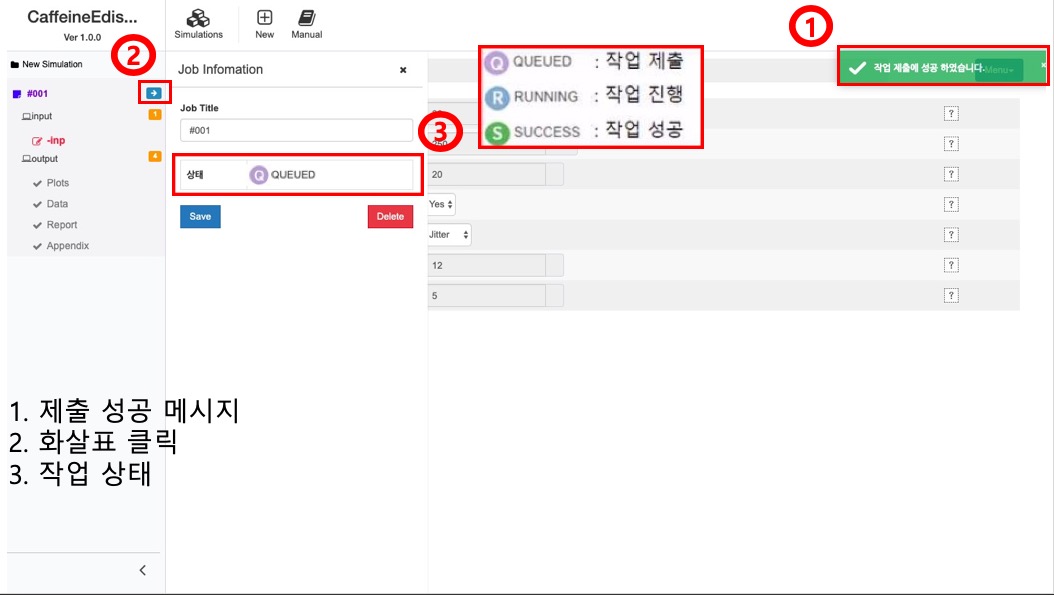 CaffeineEdis...
Ver 1.0.0
Simulations
New
Manual
1
2
3
New Simulation
#001
input
1
-inp
output
4
Plots
Data
Report
Appendix
Job Infomation
×
Job Title
#001
상태
Q QUEUED
Save
Delete
Q QUEUED : 작업 제출
R RUNNING : 작업 진행
S SUCCESS : 작업 성공
작업 제출에 성공 하였습니다.
×
Menu
?
?
20
?
Yes
?
Jitter
?
12
?
5
?
1. 제출 성공 메시지
2. 화살표 클릭
3. 작업 상태